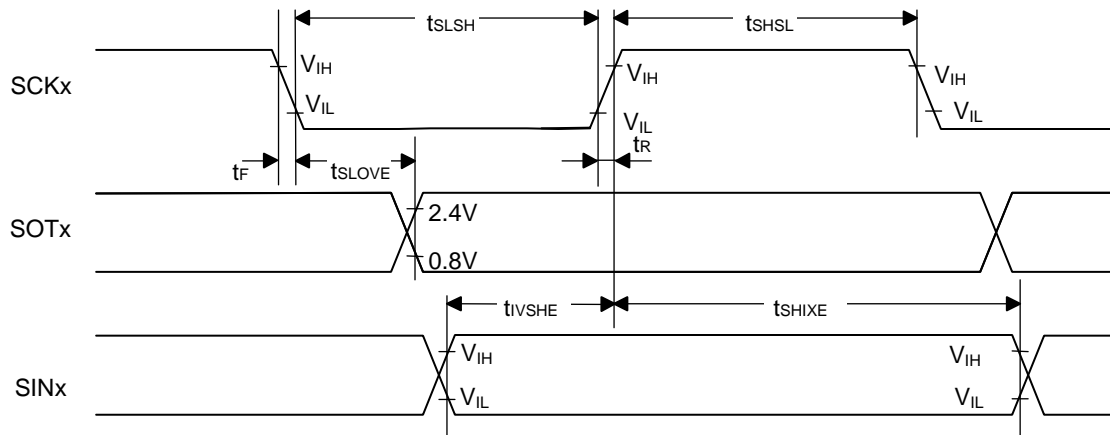 tSLSH
tSHSL
SCKx
VIH
VIL
VIH
VIL
VIH
VIL
tF
tSLOVE
tR
SOTx
2.4V
0.8V
tIVSHE
tSHIXE
SINx
VIH
VIL
VIH
VIL